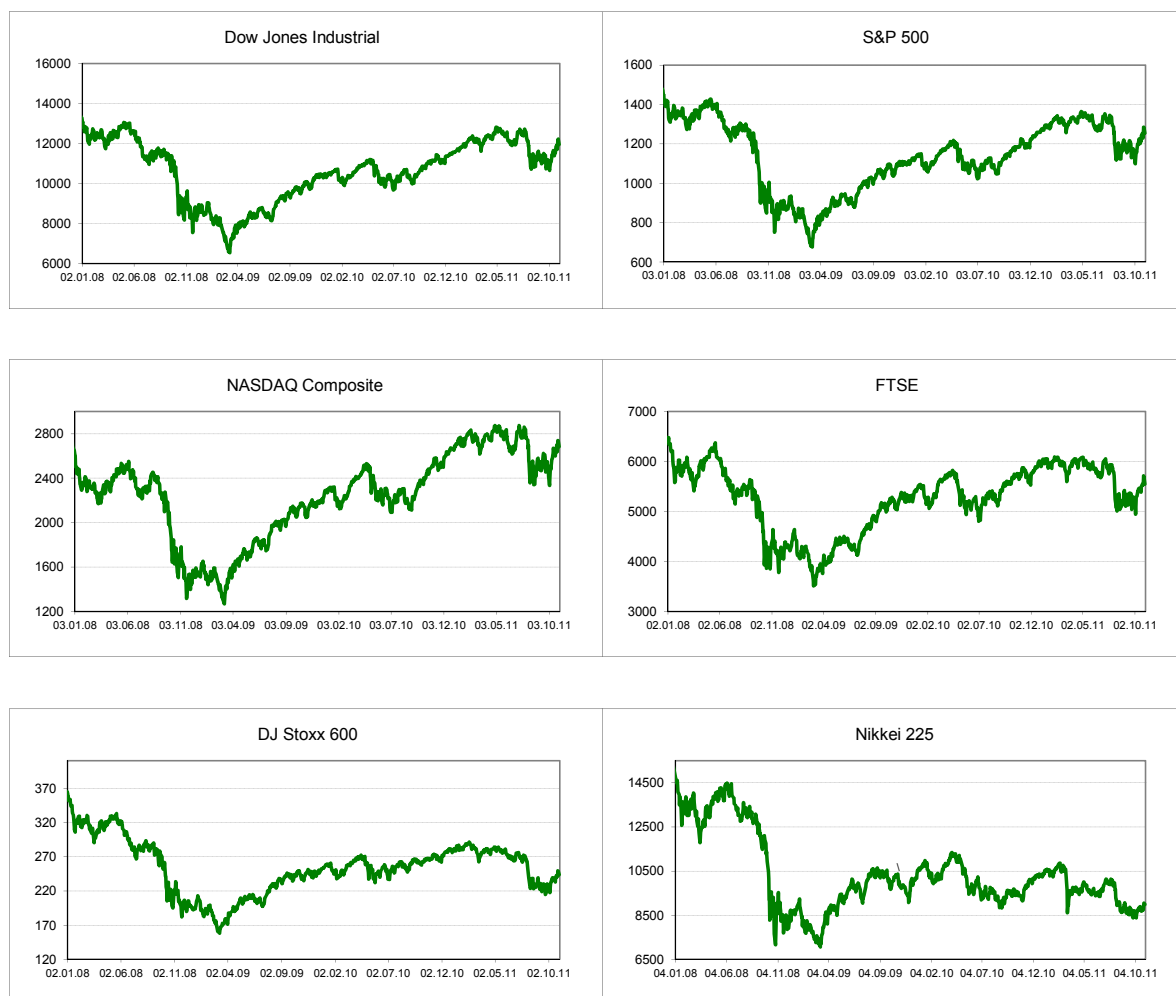 Dow Jones Industrial
16000
14000
12000
10000
8000
6000
02.01.08 02.06.08 02.11.08 02.04.09 02.09.09 02.02.10 02.07.10 02.12.10 02.05.11 02.10.11
S&P 500
1600
1400
1200
1000
800
600
03.01.08 03.06.08 03.11.08 03.04.09 03.09.09 03.02.10 03.07.10 03.12.10 03.05.11 03.10.11
NASDAQ Composite
2800
2400
2000
1600
1200
03.01.08 03.06.08 03.11.08 03.04.09 03.09.09 03.02.10 03.07.10 03.12.10 03.05.11 03.10.11
FTSE
7000
6000
5000
4000
3000
02.01.08 02.06.08 02.11.08 02.04.09 02.09.09 02.02.10 02.07.10 02.12.10 02.05.11 02.10.11
DJ Stoxx 600
370
320
270
220
170
120
02.01.08 02.06.08 02.11.08 02.04.09 02.09.09 02.02.10 02.07.10 02.12.10 02.05.11 02.10.11
Nikkei 225
14500
12500
10500
8500
6500
04.01.08 04.06.08 04.11.08 04.04.09 04.09.09 04.02.10 04.07.10 04.12.10 04.05.11 04.10.11